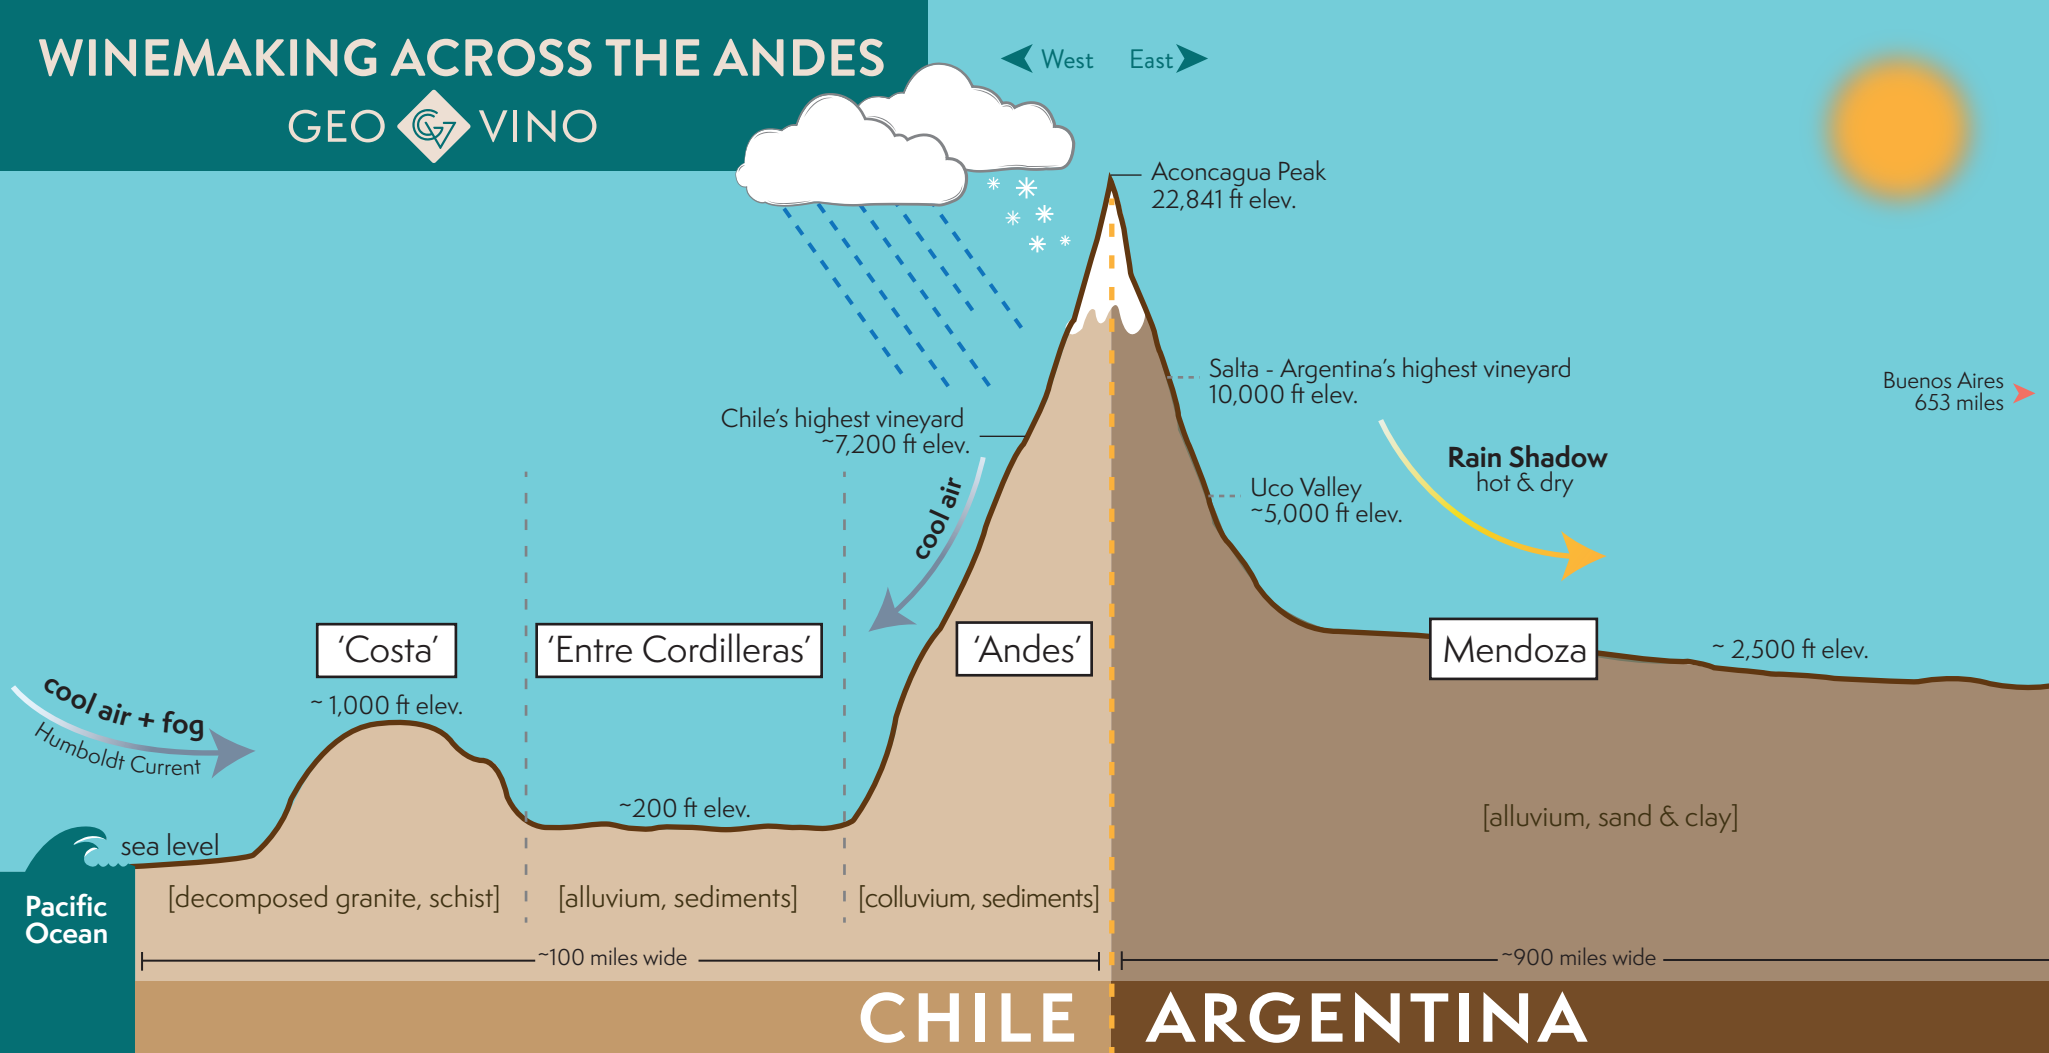 WINEMAKING ACROSS THE ANDES
GEO GV VINO
West East
Aconcagua Peak
22,841 ft elev.
Salta - Argentina's highest vineyard
10,000 ft elev.
Buenos Aires
653 miles
Chile's highest vineyard
~7,200 ft elev.
Rain Shadow
hot & dry
Uco Valley
~5,000 ft elev.
cool air
'Costa'
'Entre Cordilleras'
'Andes'
Mendoza
~ 2,500 ft elev.
~ 1,000 ft elev.
cool air + fog
Humboldt Current
~200 ft elev.
sea level
[alluvium, sand & clay]
Pacific
Ocean
[decomposed granite, schist]
[alluvium, sediments]
[colluvium, sediments]
~100 miles wide
~900 miles wide
CHILE
ARGENTINA